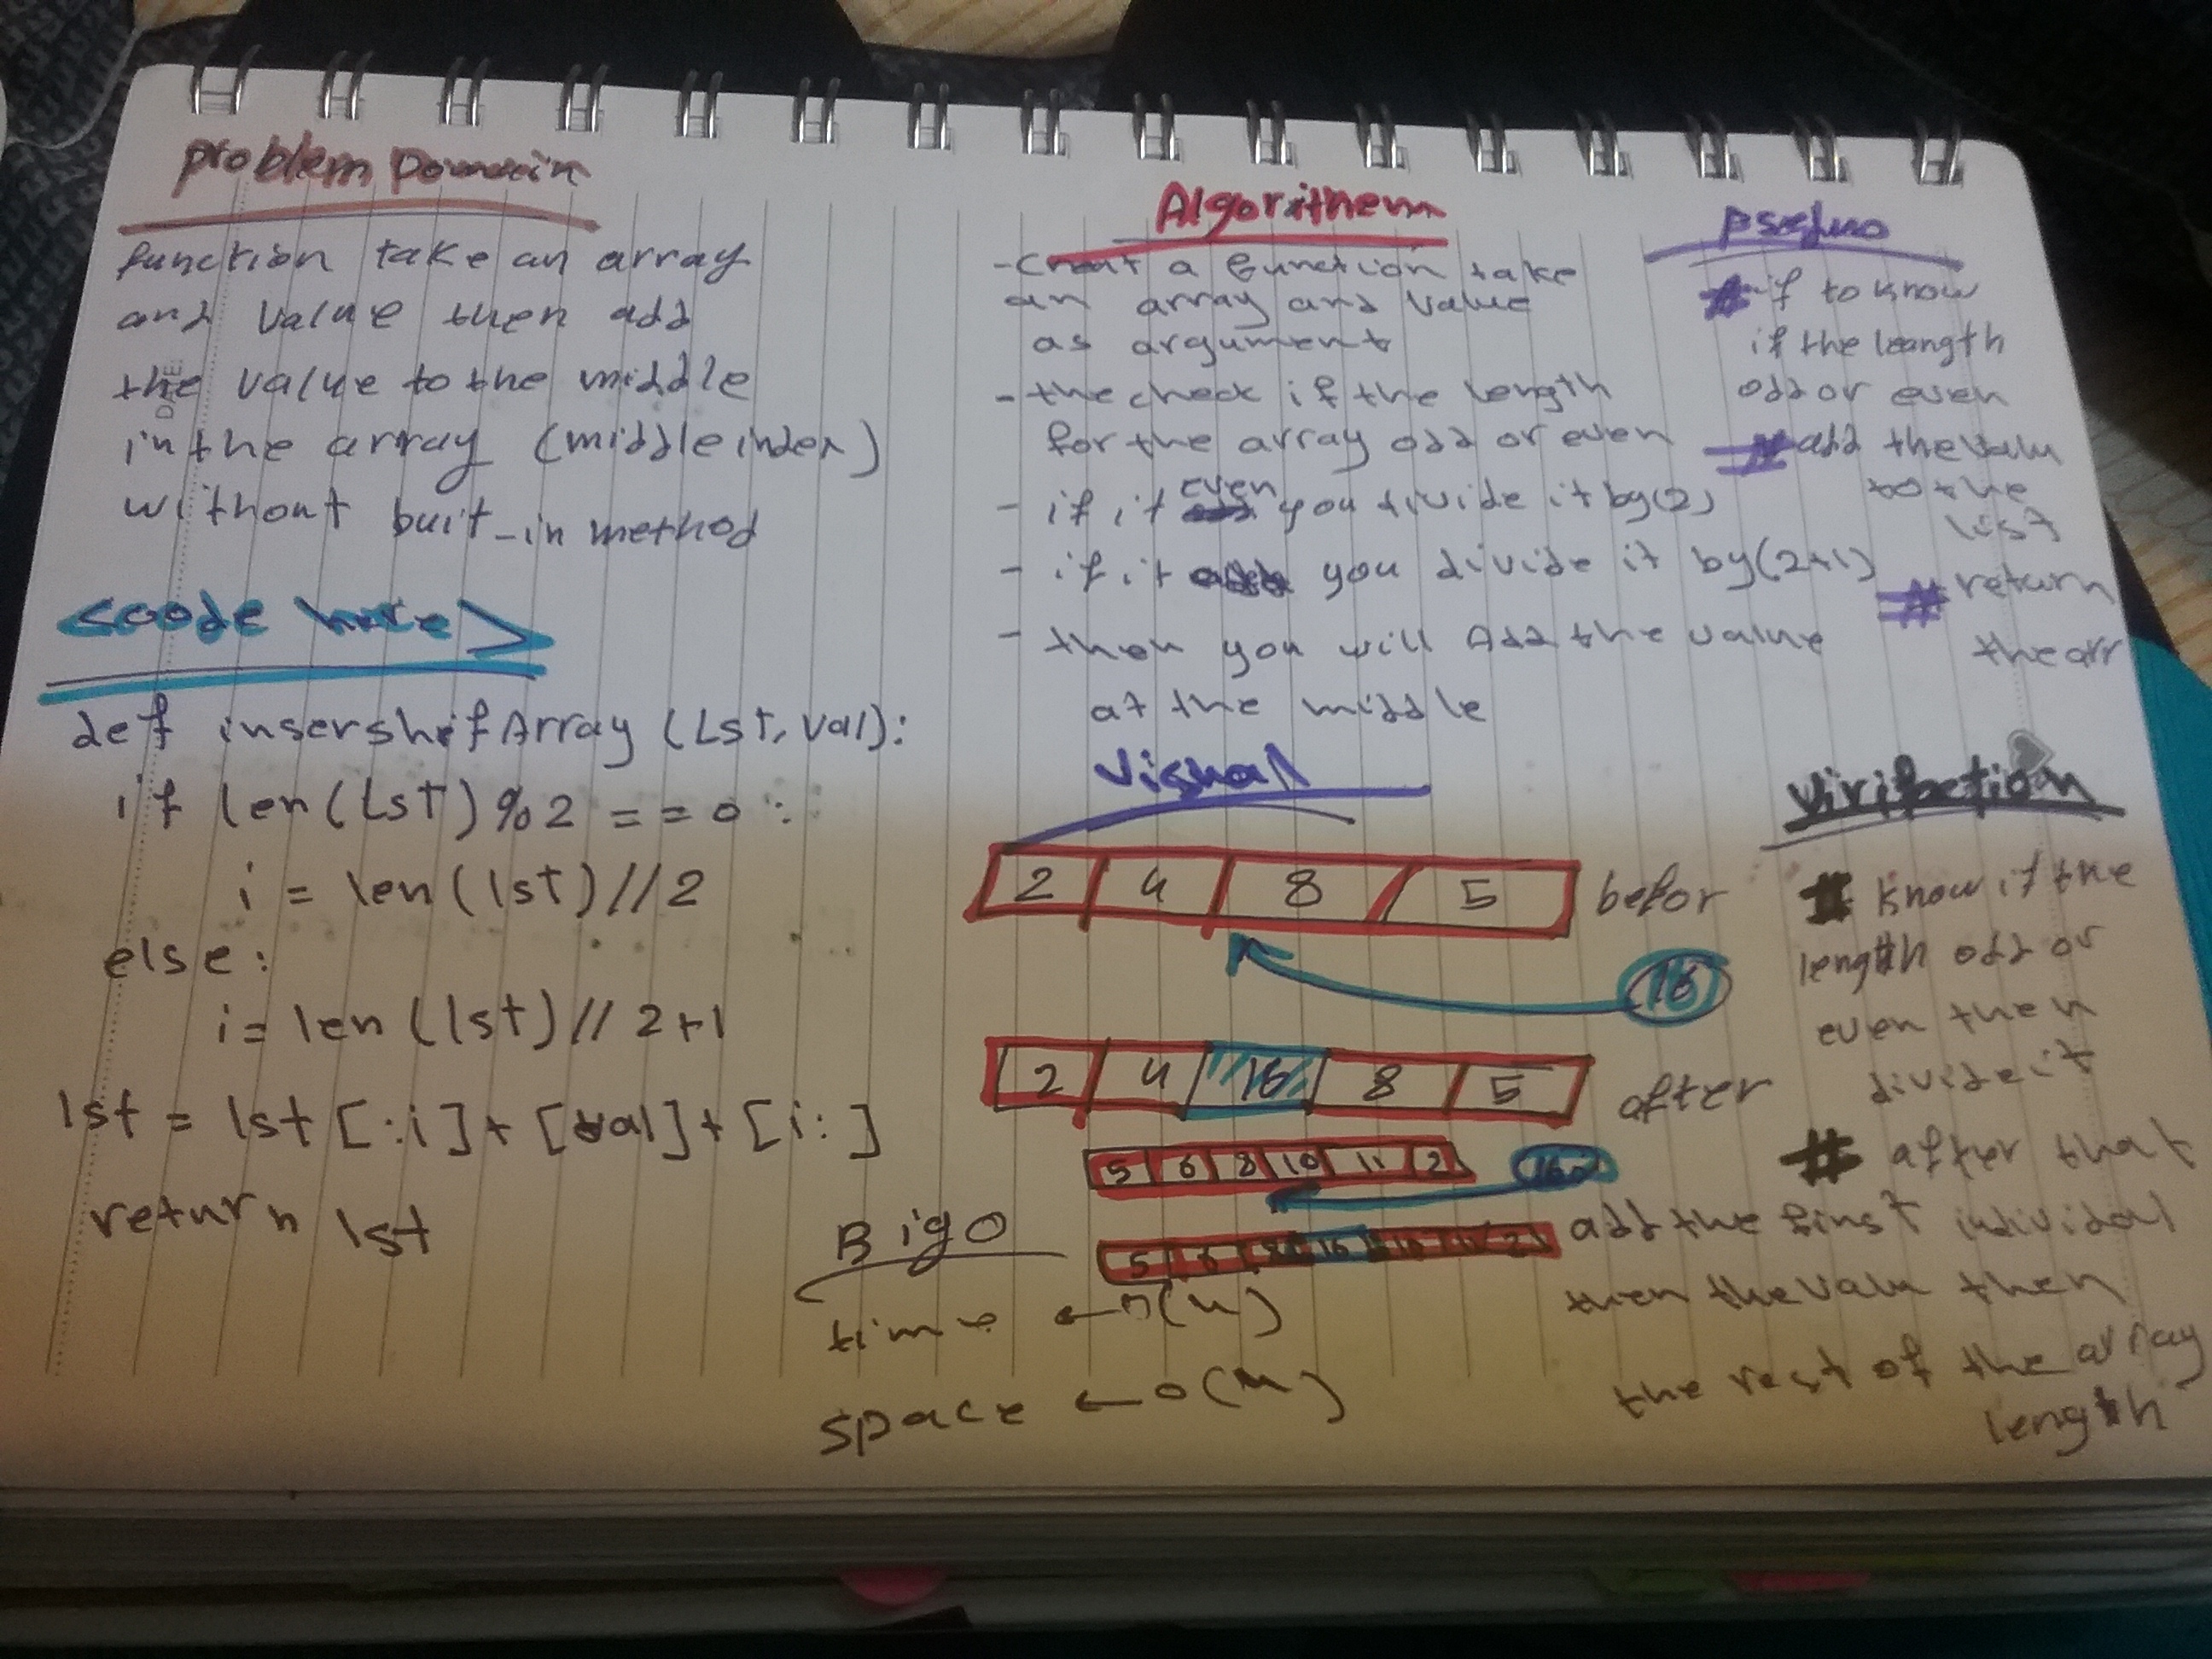 problem Domain
function take an array
and value then add
the value to the middle
in the array (middle index)
without buit-in method
<code here>
def insershifArray (Lst, val):
if len(Lst) % 2 == 0 :
i = len(lst) // 2
else:
i = len(lst) // 2+1
lst = lst [:i] + [val] + [i:]
return lst
Algorithem
- Creat a function take
an array and value
as argument
- the check if the length
for the array odd or even
- if it even you divide it by (2)
- if it you divide it by (2+1)
- then you will Add the value
at the middle
psefuo
# if to know
if the leangth
odd or even
# add the valu
to the
list
# return
the arr
visual
2 4 8 5 befor
16
2 4 16 8 5 after
5 6 8 10 11 2
16
5 6 8 16 10 11 2
Big O
time ← O(n)
space ← O(n)
virifaction
# know if the
length odd or
even then
divide it
# after that
add the finst individal
then the valu then
the rest of the array
length
DATE